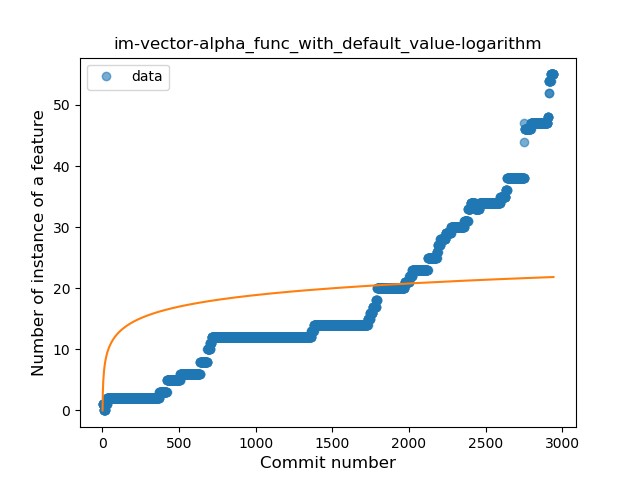 im-vector-alpha_func_with_default_value-logarithm
data
Number of instance of a feature
50
40
30
20
10
0
0 500 1000 1500 2000 2500 3000
Commit number